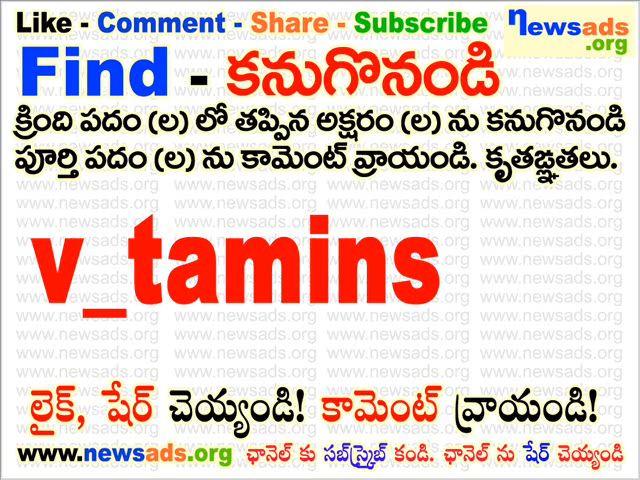 Like - Comment - Share - Subscribe
newsads
.org
Find - కనుగొనండి
క్రింది పదం (ల) లో తప్పిన అక్షరం (ల) ను కనుగొనండి
పూర్తి పదం (ల) ను కామెంట్ వ్రాయండి. కృతజ్ఞతలు.
v_tamins
లైక్, షేర్ చెయ్యండి! కామెంట్ వ్రాయండి!
www.newsads.org ఛానెల్ కు సబ్‌స్క్రైబ్ కండి. ఛానెల్ ను షేర్ చెయ్యండి